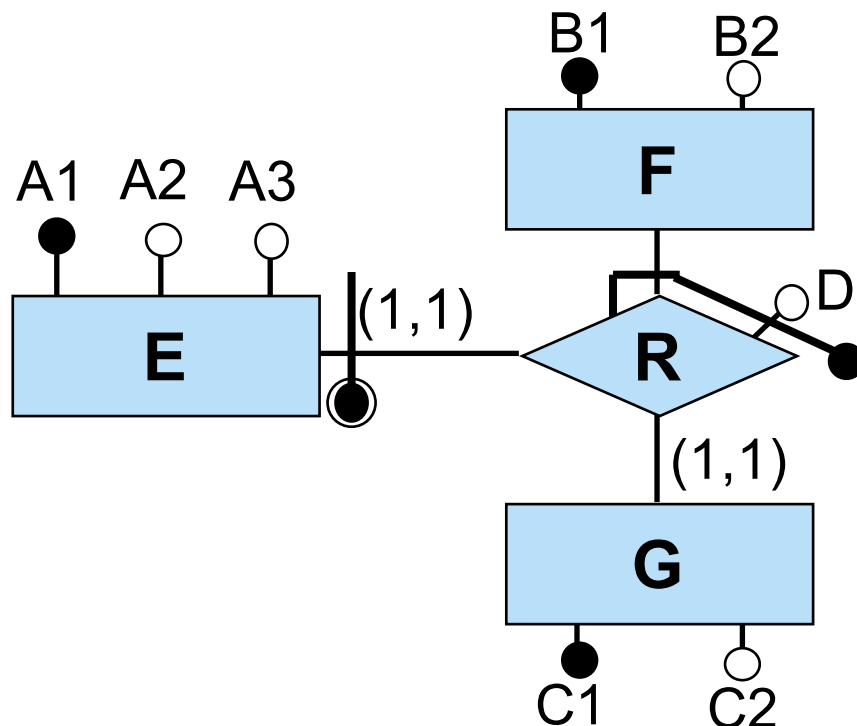 B1 B2
F
A1 A2 A3
D
(1,1)
E
R
(1,1)
G
C1 C2